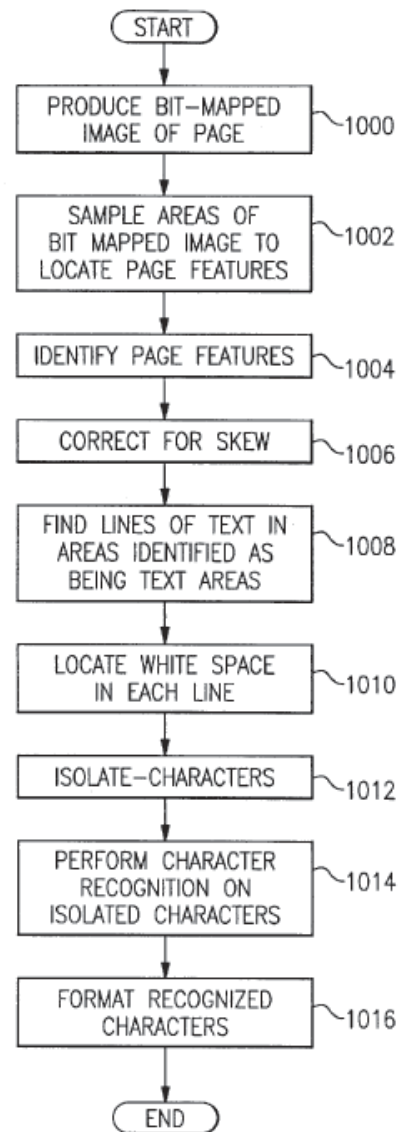 START
PRODUCE BIT-MAPPED
IMAGE OF PAGE
1000
SAMPLE AREAS OF
BIT MAPPED IMAGE TO
LOCATE PAGE FEATURES
1002
IDENTIFY PAGE FEATURES
1004
CORRECT FOR SKEW
1006
FIND LINES OF TEXT IN
AREAS IDENTIFIED AS
BEING TEXT AREAS
1008
LOCATE WHITE SPACE
IN EACH LINE
1010
ISOLATE-CHARACTERS
1012
PERFORM CHARACTER
RECOGNITION ON
ISOLATED CHARACTERS
1014
FORMAT RECOGNIZED
CHARACTERS
1016
END